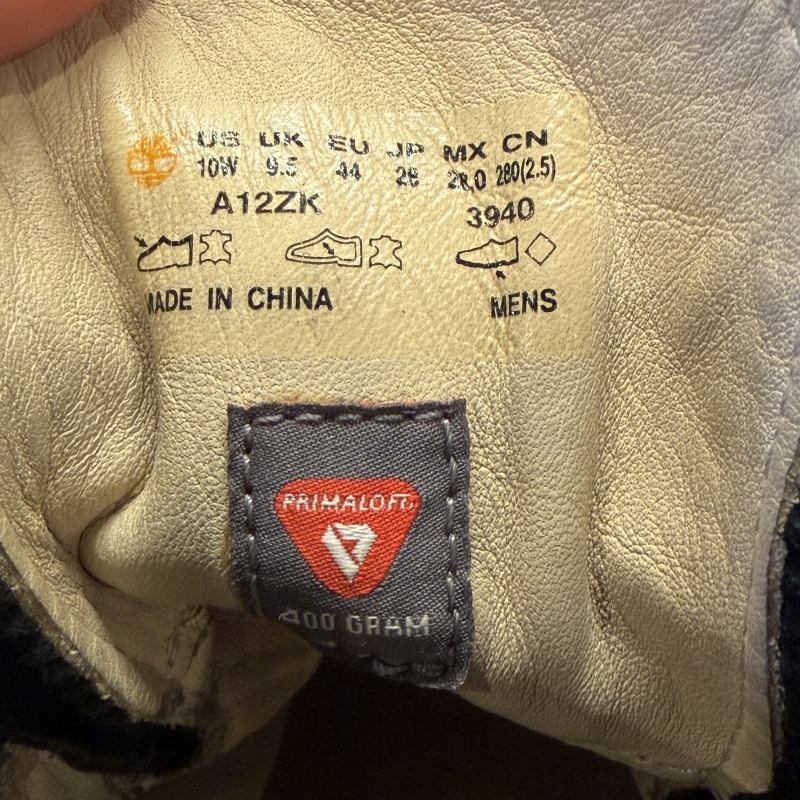 US UK EU JP MX CN
10W 9.5 44 28 28,0 280(2.5)
A12ZK 3940
MADE IN CHINA MENS
PRIMALOFT
400 GRAM